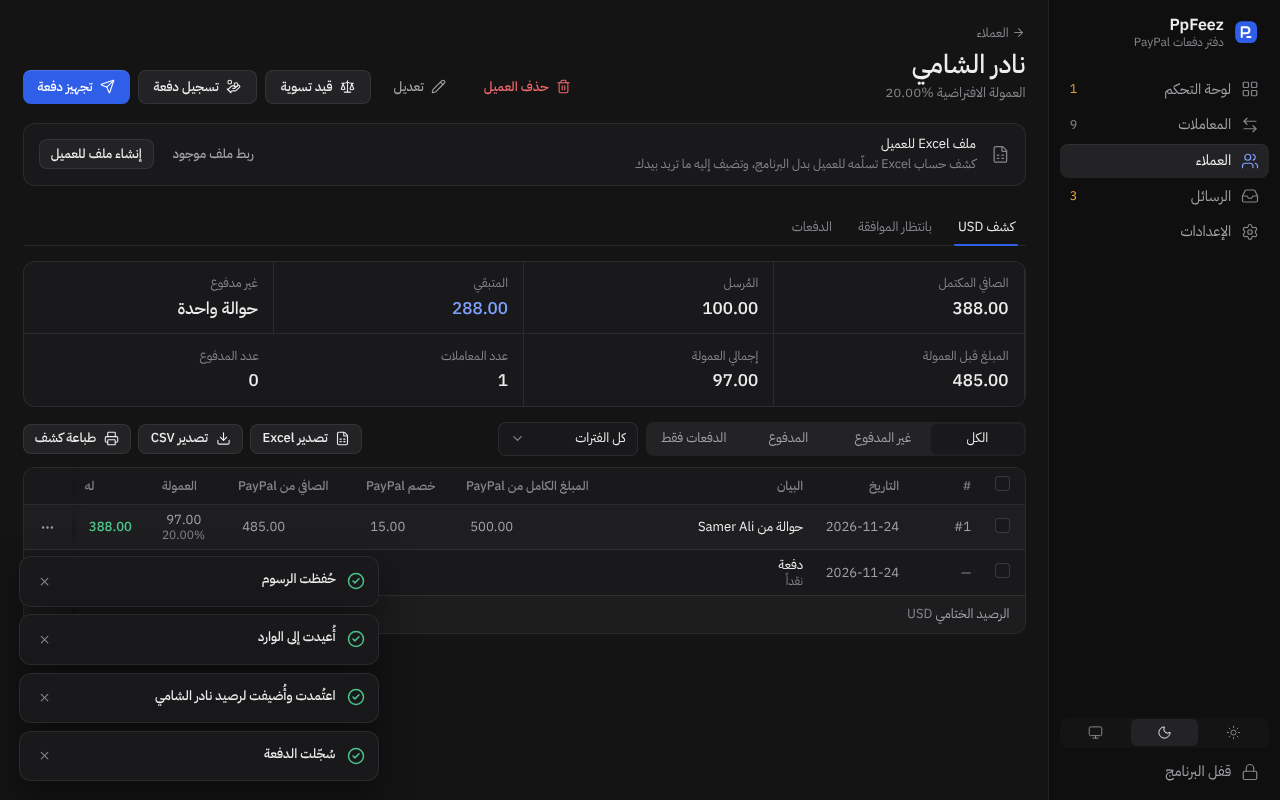 PpFeez
دفتر دفعات PayPal
لوحة التحكم 1
المعاملات 9
العملاء
الرسائل 3
الإعدادات
قفل البرنامج
العملاء
نادر الشامي
العمولة الافتراضية 20.00%
حذف العميل
تعديل
قيد تسوية
تسجيل دفعة
تجهيز دفعة
ملف Excel للعميل
كشف حساب Excel تسلّمه للعميل بدل البرنامج، وتضيف إليه ما تريد بيدك
ربط ملف موجود
إنشاء ملف للعميل
كشف USD
بانتظار الموافقة
الدفعات
الصافي المكتمل
388.00
المُرسل
100.00
المتبقي
288.00
غير مدفوع
حوالة واحدة
المبلغ قبل العمولة
485.00
إجمالي العمولة
97.00
عدد المعاملات
1
عدد المدفوع
0
الكل
غير المدفوع
المدفوع
الدفعات فقط
كل الفترات
تصدير Excel
تصدير CSV
طباعة كشف
# التاريخ البيان المبلغ الكامل من PayPal خصم PayPal الصافي من PayPal العمولة له
#1 2026-11-24 حوالة من Samer Ali 500.00 15.00 485.00 97.00 388.00
20.00%
— 2026-11-24 دفعة
نقداً
الرصيد الختامي USD
حُفظت الرسوم
أُعيدت إلى الوارد
اعتُمدت وأُضيفت لرصيد نادر الشامي
سُجّلت الدفعة